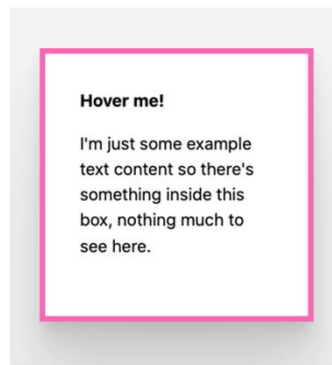 Hover me!
I'm just some example
text content so there's
something inside this
box, nothing much to
see here.